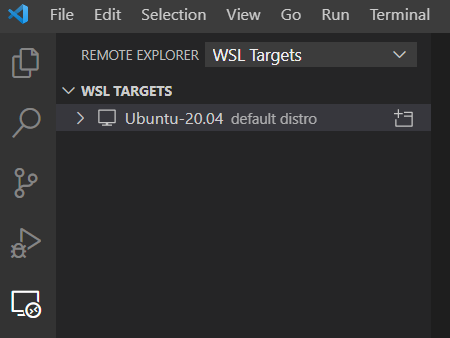 File Edit Selection View Go Run Terminal
REMOTE EXPLORER WSL Targets
WSL TARGETS
Ubuntu-20.04 default distro